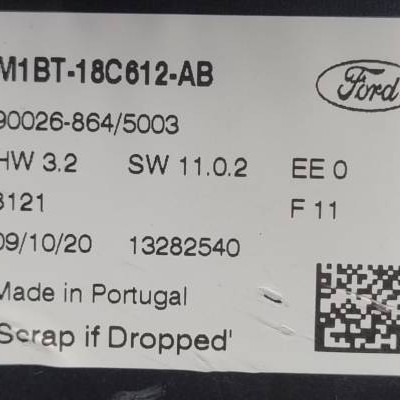 M1BT-18C612-AB Ford
90026-864/5003
HW 3.2 SW 11.0.2 EE 0
3121 F 11
09/10/20 13282540
Made in Portugal
'Scrap if Dropped'